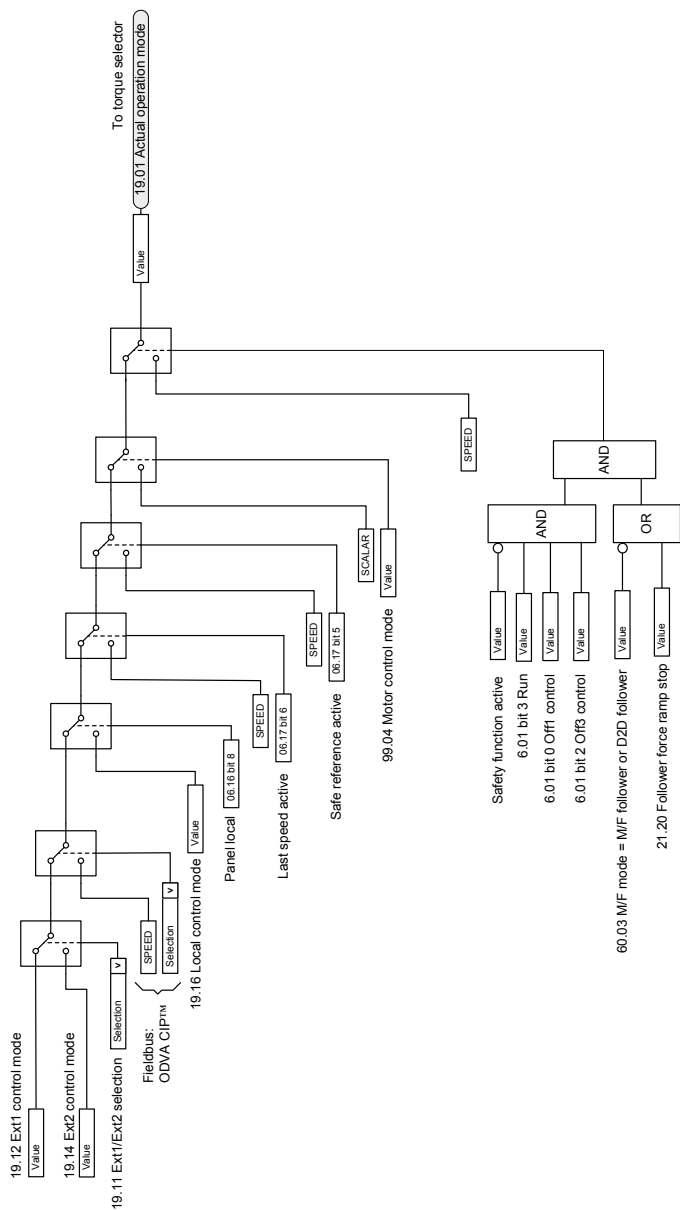 19.12 Ext1 control mode
Value
19.14 Ext2 control mode
Value
19.11 Ext1/Ext2 selection
Selection
v
Fieldbus:
ODVA CIP™
SPEED
Selection
v
19.16 Local control mode
Value
Panel local
06.16 bit 8
SPEED
Last speed active
06.17 bit 6
SPEED
Safe reference active
06.17 bit 5
SCALAR
99.04 Motor control mode
Value
SPEED
Safety function active
Value
6.01 bit 3 Run
Value
6.01 bit 0 Off1 control
Value
6.01 bit 2 Off3 control
Value
AND
60.03 M/F mode = M/F follower or D2D follower
Value
21.20 Follower force ramp stop
Value
OR
AND
Value
To torque selector
19.01 Actual operation mode